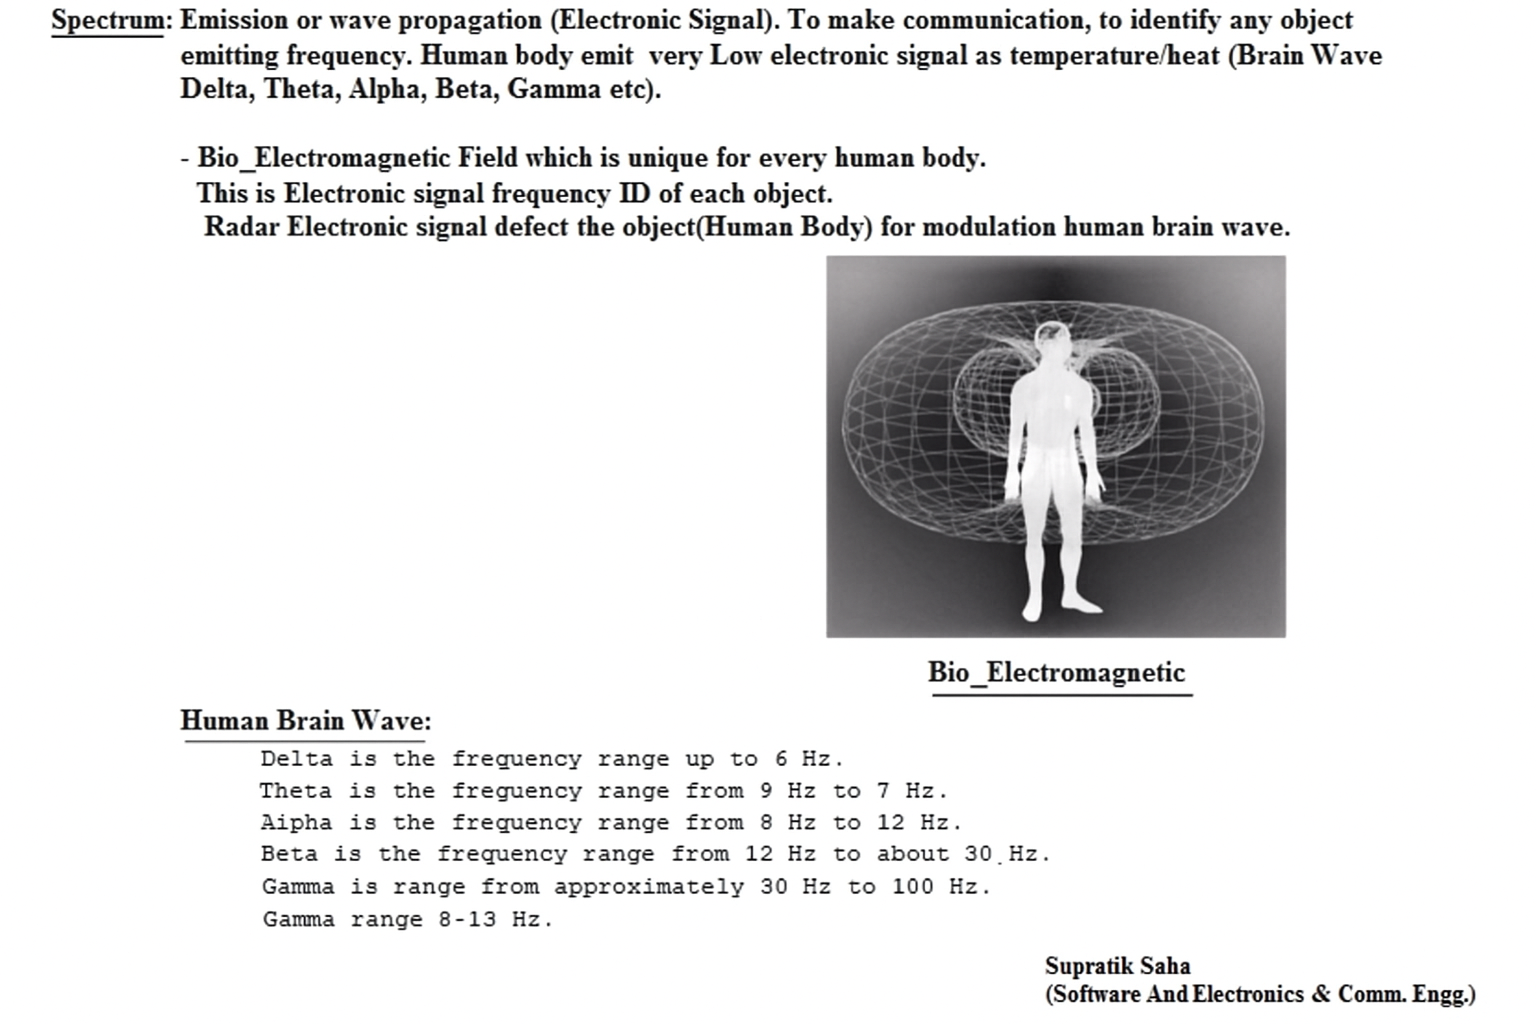 Spectrum: Emission or wave propagation (Electronic Signal). To make communication, to identify any object
emitting frequency. Human body emit very Low electronic signal as temperature/heat (Brain Wave
Delta, Theta, Alpha, Beta, Gamma etc).
- Bio_Electromagnetic Field which is unique for every human body.
This is Electronic signal frequency ID of each object.
Radar Electronic signal defect the object(Human Body) for modulation human brain wave.
Bio_Electromagnetic
Human Brain Wave:
Delta is the frequency range up to 6 Hz.
Theta is the freguency range from 9 Hz to 7 Hz.
Aipha is the frequency range from 8 Hz to 12 Hz.
Beta is the frequency range from 12 Hz to about 30 Hz.
Gamma is range from approximately 30 Hz to 100 Hz.
Gamma range 8-13 Hz.
Supratik Saha
(Software And Electronics & Comm. Engg.)